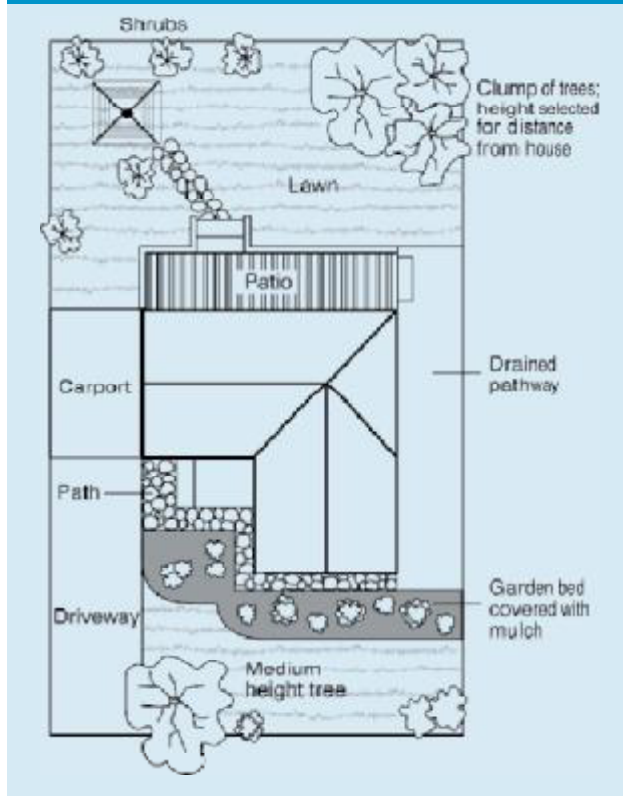 Shrubs
Clump of trees;
height selected
for distance
from house
Lawn
Patio
Carport
Drained
pathway
Path
Garden bed
covered with
mulch
Driveway
Medium
height tree